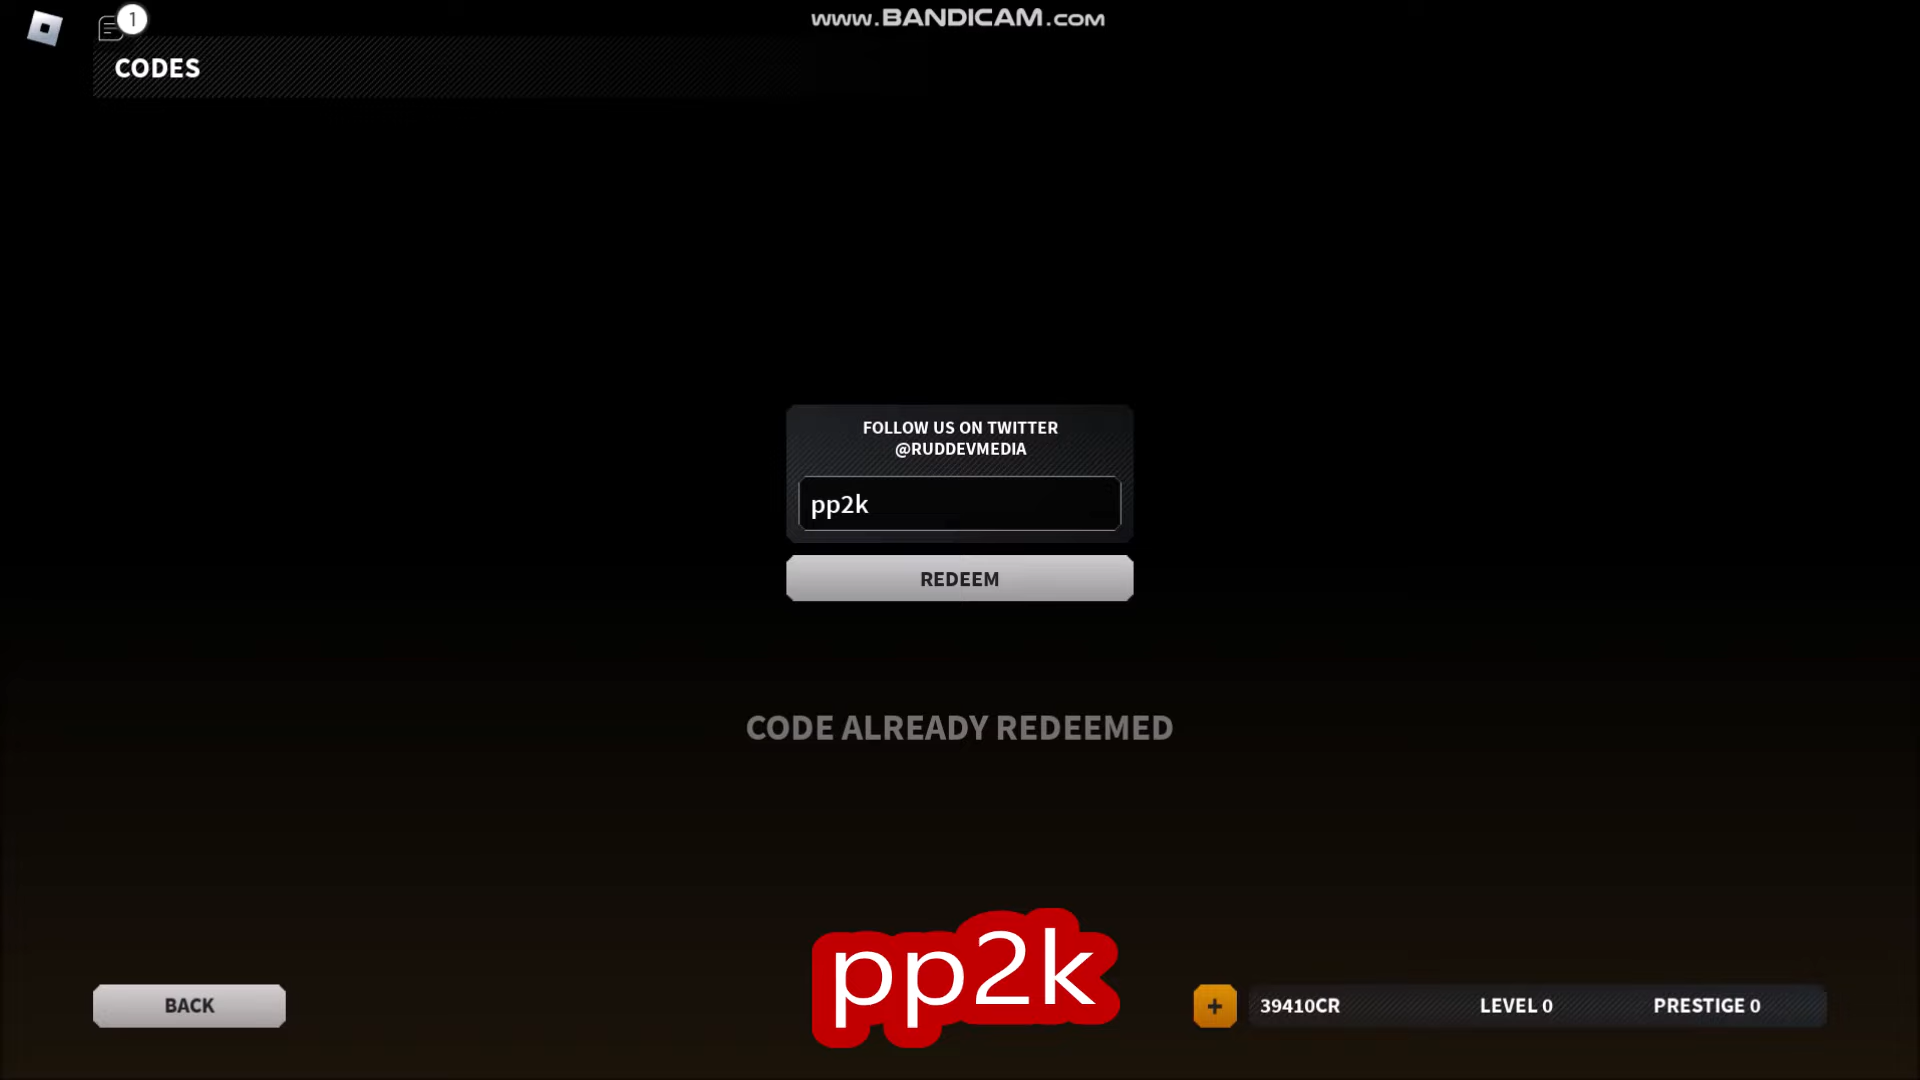 1
www.BANDICAM.COM
CODES
FOLLOW US ON TWITTER
@RUDDEVMEDIA
pp2k
REDEEM
CODE ALREADY REDEEMED
pp2k
BACK
+
39410CR
LEVEL 0
PRESTIGE 0